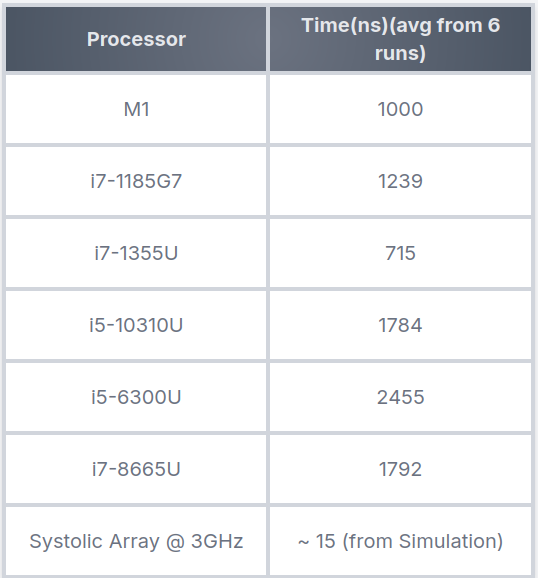 Processor
Time(ns)(avg from 6
runs)
M1
1000
i7-1185G7
1239
i7-1355U
715
i5-10310U
1784
i5-6300U
2455
i7-8665U
1792
Systolic Array @ 3GHz
~ 15 (from Simulation)